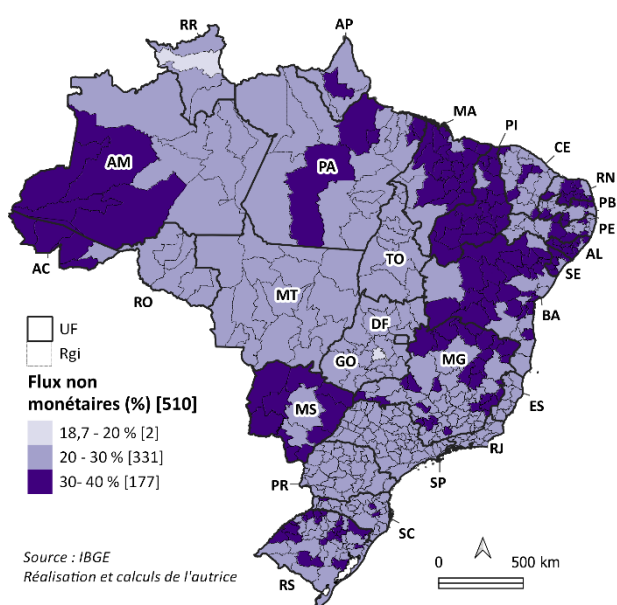 RR
AP
MA
PI
CE
AM
PA
RN
PB
PE
AL
AC
TO
SE
RO
MT
BA
DF
UF
GO
MG
Rgi
Flux non
monétaires (%) [510]
MS
ES
18,7 - 20 % [2]
20 - 30 % [331]
RJ
30- 40 % [177]
PR
SP
SC
Source : IBGE
0 500 km
Réalisation et calculs de l'autrice
RS